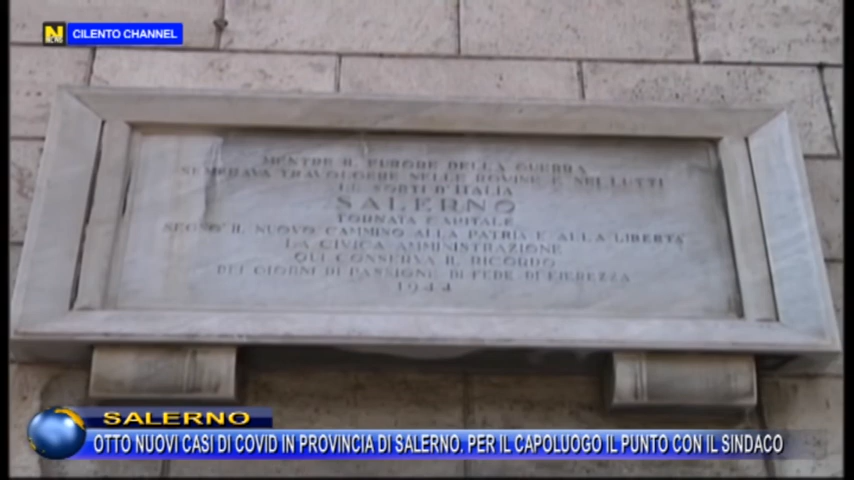 CILENTO CHANNEL
MENTRE IL FURORE DELLA GUERRA
SEMBRAVA TRAVOLGERE NELLE ROVINE E NEI LUTTI
LE SORTI D'ITALIA
SALERNO
TORNATA CAPITALE
SEGNO' IL NUOVO CAMMINO ALLA PATRIA E ALLA LIBERTA'
LA CIVICA AMMINISTRAZIONE
QUI CONSERVA IL RICORDO
DEI GIORNI DI PASSIONE DI FEDE DI FIEREZZA
1944
SALERNO
OTTO NUOVI CASI DI COVID IN PROVINCIA DI SALERNO. PER IL CAPOLUOGO IL PUNTO CON IL SINDACO